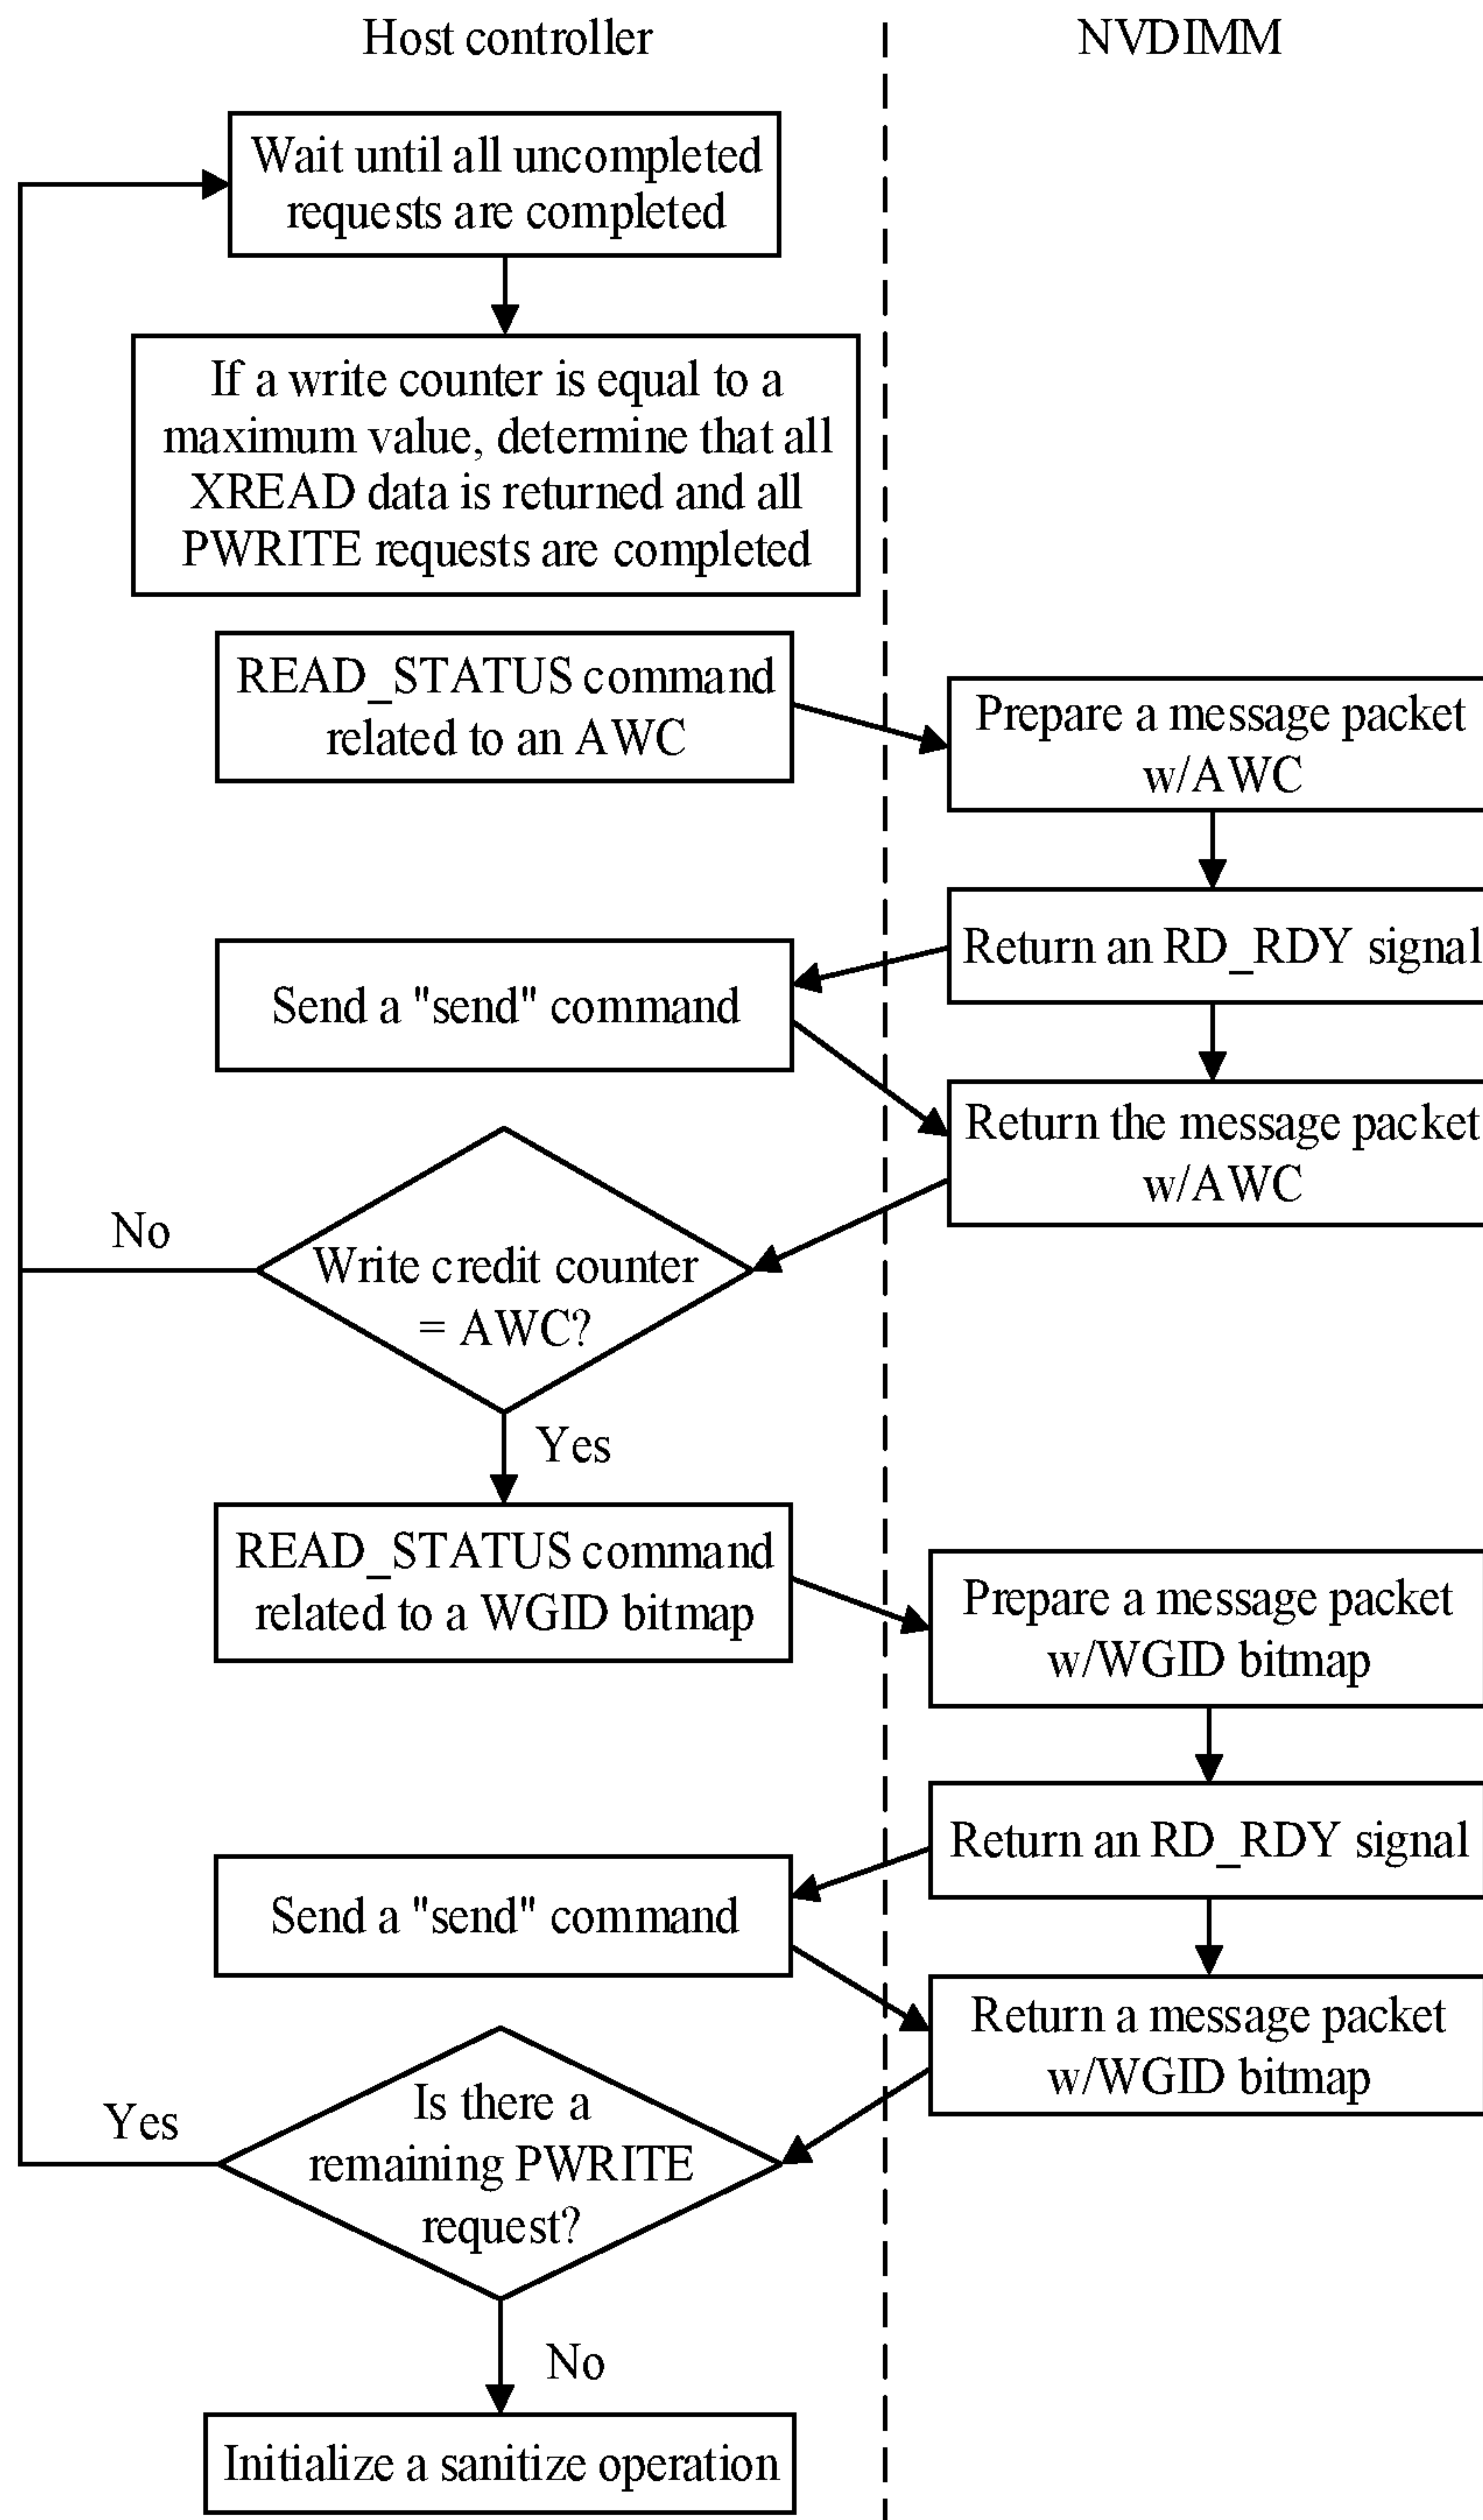 Host controller
NVDIMM
Wait until all uncompleted
requests are completed
If a write counter is equal to a
maximum value, determine that all
XREAD data is returned and all
PWRITE requests are completed
READ_STATUS command
related to an AWC
Prepare a message packet
w/AWC
Return an RD_RDY signal
Send a "send" command
Return the message packet
w/AWC
No
Write credit counter
= AWC?
Yes
READ_STATUS command
related to a WGID bitmap
Prepare a message packet
w/WGID bitmap
Return an RD_RDY signal
Send a "send" command
Return a message packet
w/WGID bitmap
Yes
Is there a
remaining PWRITE
request?
No
Initialize a sanitize operation